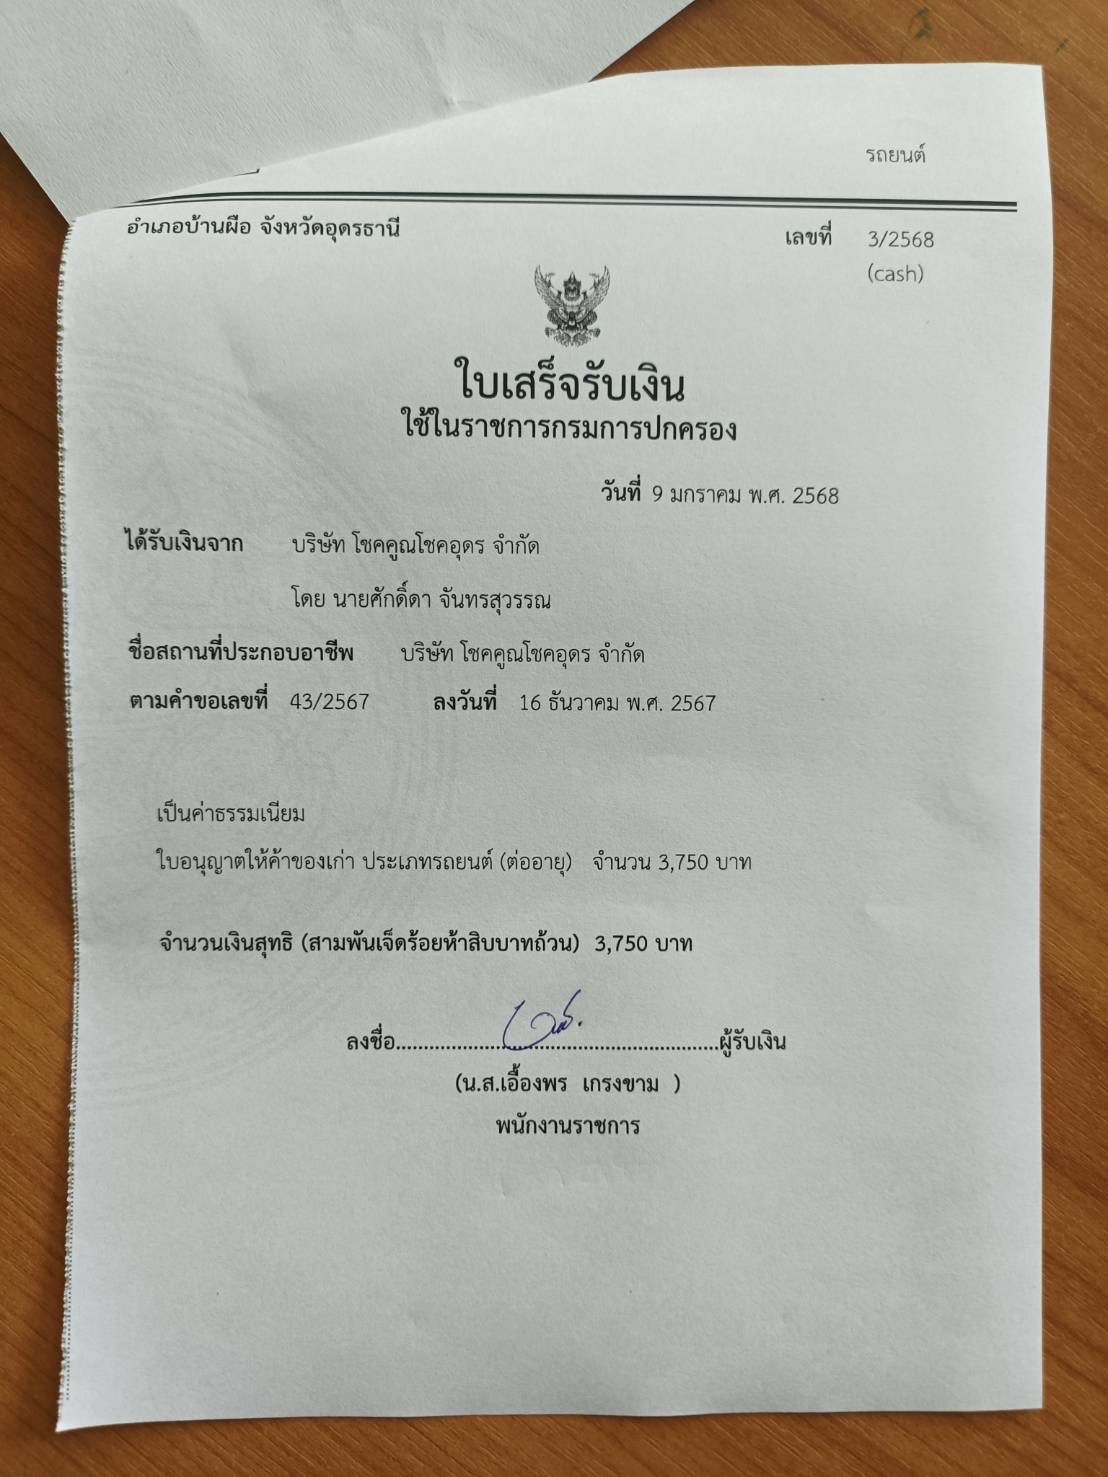 รถยนต์
อำเภอบ้านผือ จังหวัดอุดรธานี เลขที่ 3/2568
(cash)
ใบเสร็จรับเงิน
ใช้ในราชการกรมการปกครอง
วันที่ 9 มกราคม พ.ศ. 2568
ได้รับเงินจาก บริษัท โชคคูณโชคอุดร จำกัด
โดย นายศักดิ์ดา จันทรสุวรรณ
ชื่อสถานที่ประกอบอาชีพ บริษัท โชคคูณโชคอุดร จำกัด
ตามคำขอเลขที่ 43/2567 ลงวันที่ 16 ธันวาคม พ.ศ. 2567
เป็นค่าธรรมเนียม
ใบอนุญาตให้ค้าของเก่า ประเภทรถยนต์ (ต่ออายุ) จำนวน 3,750 บาท
จำนวนเงินสุทธิ (สามพันเจ็ดร้อยห้าสิบบาทถ้วน) 3,750 บาท
ลงชื่อ..........................................................ผู้รับเงิน
(น.ส.เอื้องพร เกรงขาม )
พนักงานราชการ